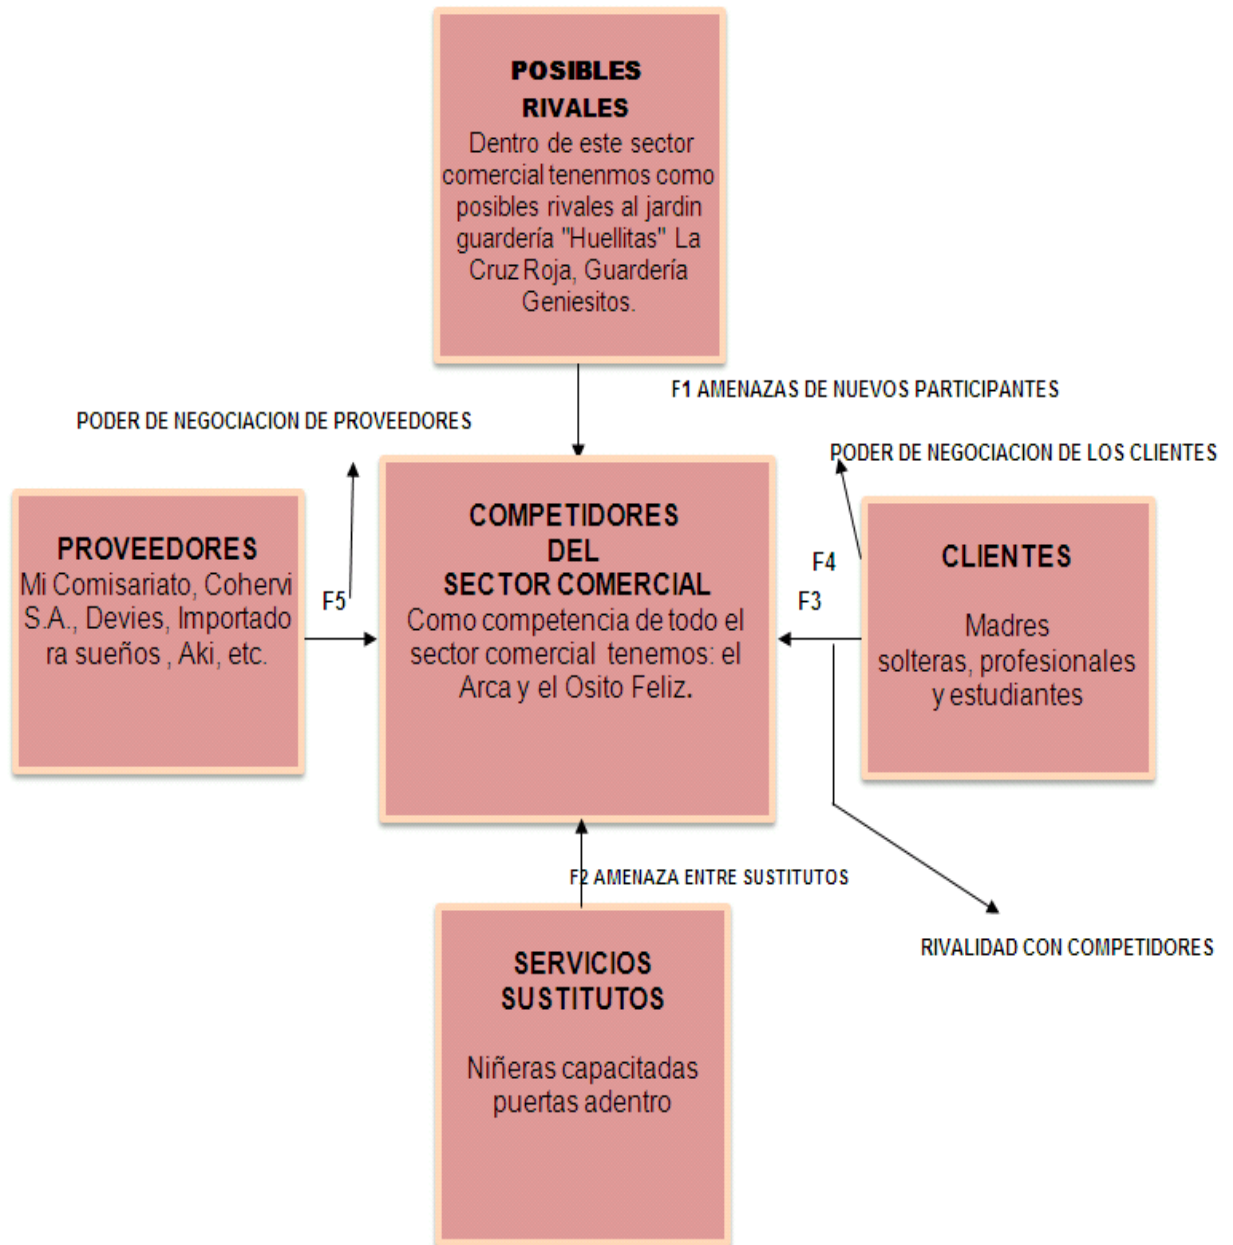 POSIBLES
RIVALES
Dentro de este sector
comercial tenenmos como
posibles rivales al jardin
guardería "Huellitas" La
Cruz Roja, Guardería
Geniesitos.
F1 AMENAZAS DE NUEVOS PARTICIPANTES
PODER DE NEGOCIACION DE PROVEEDORES
PODER DE NEGOCIACION DE LOS CLIENTES
PROVEEDORES
Mi Comisariato, Cohervi
S.A., Devies, Importado
ra sueños , Aki, etc.
F5
COMPETIDORES
DEL
SECTOR COMERCIAL
Como competencia de todo el
sector comercial tenemos: el
Arca y el Osito Feliz.
F4
F3
CLIENTES
Madres
solteras, profesionales
y estudiantes
F2 AMENAZA ENTRE SUSTITUTOS
RIVALIDAD CON COMPETIDORES
SERVICIOS
SUSTITUTOS
Niñeras capacitadas
puertas adentro